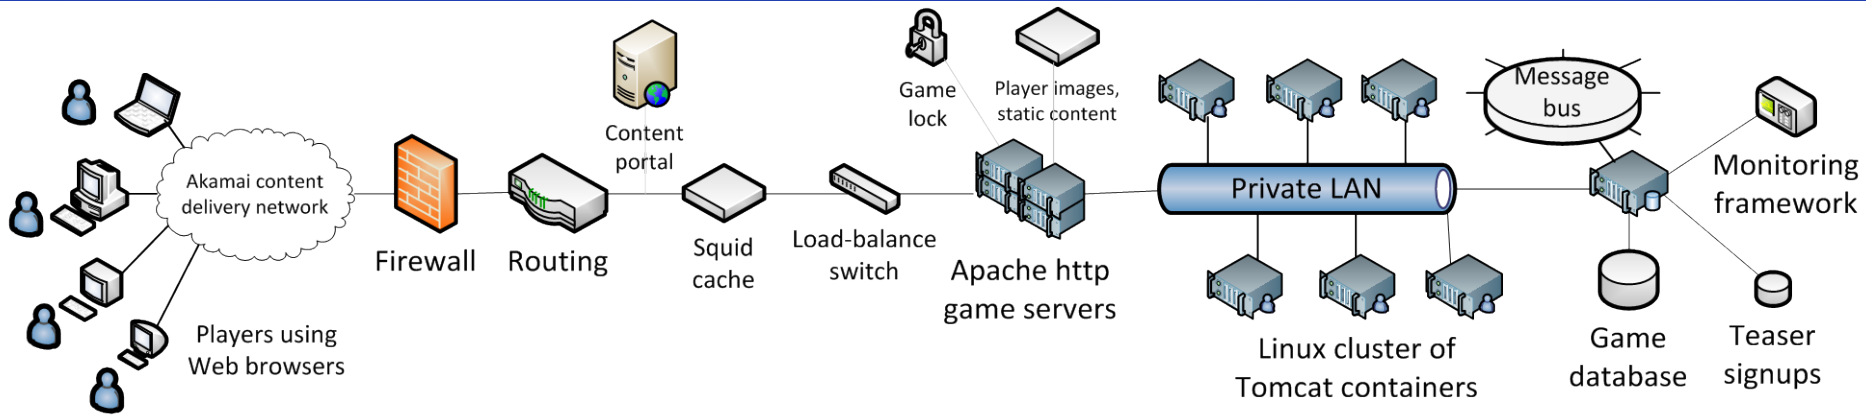 Akamai content
delivery network
Players using
Web browsers
Firewall
Routing
Content
portal
Squid
cache
Load-balance
switch
Game
lock
Player images,
static content
Apache http
game servers
Private LAN
Linux cluster of
Tomcat containers
Message
bus
Monitoring
framework
Game
database
Teaser
signups